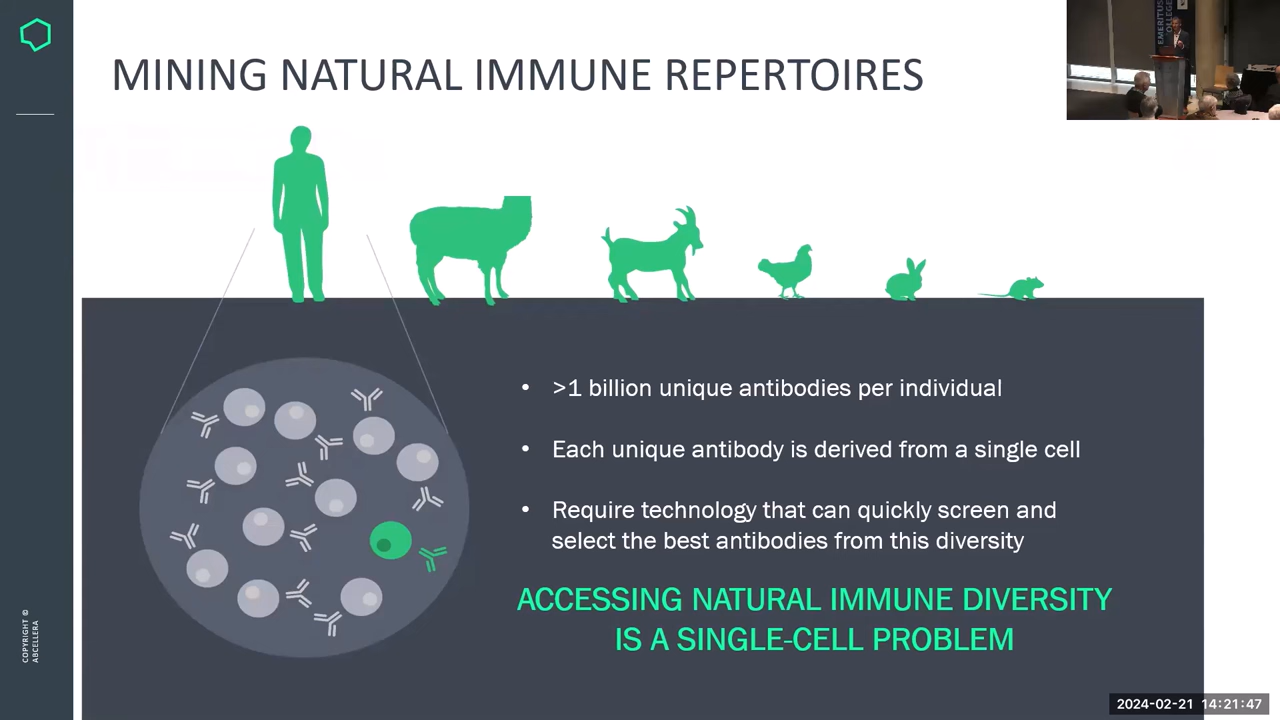 MINING NATURAL IMMUNE REPERTOIRES
EMERITUS
COLLEGE
• >1 billion unique antibodies per individual
• Each unique antibody is derived from a single cell
• Require technology that can quickly screen and
select the best antibodies from this diversity
ACCESSING NATURAL IMMUNE DIVERSITY
IS A SINGLE-CELL PROBLEM
COPYRIGHT ©
ABCELLERA
2024-02-21 14:21:47